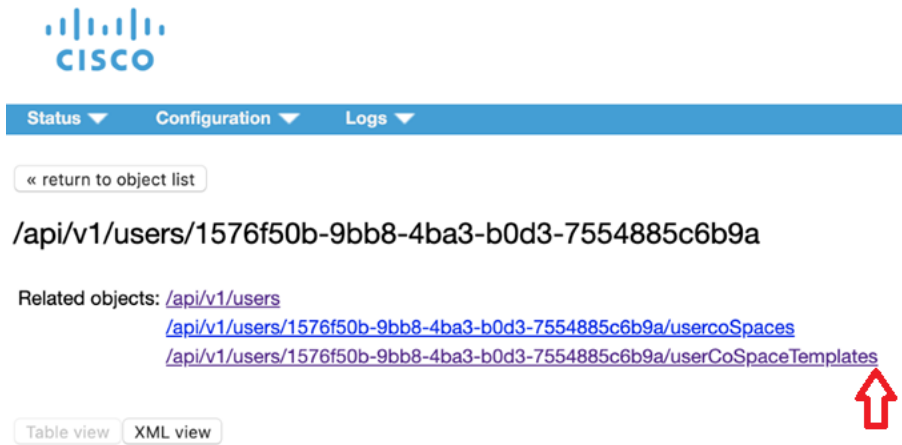 CISCO
Status Configuration Logs
« return to object list
/api/v1/users/1576f50b-9bb8-4ba3-b0d3-7554885c6b9a
Related objects: /api/v1/users
/api/v1/users/1576f50b-9bb8-4ba3-b0d3-7554885c6b9a/usercoSpaces
/api/v1/users/1576f50b-9bb8-4ba3-b0d3-7554885c6b9a/userCoSpaceTemplates
Table view XML view